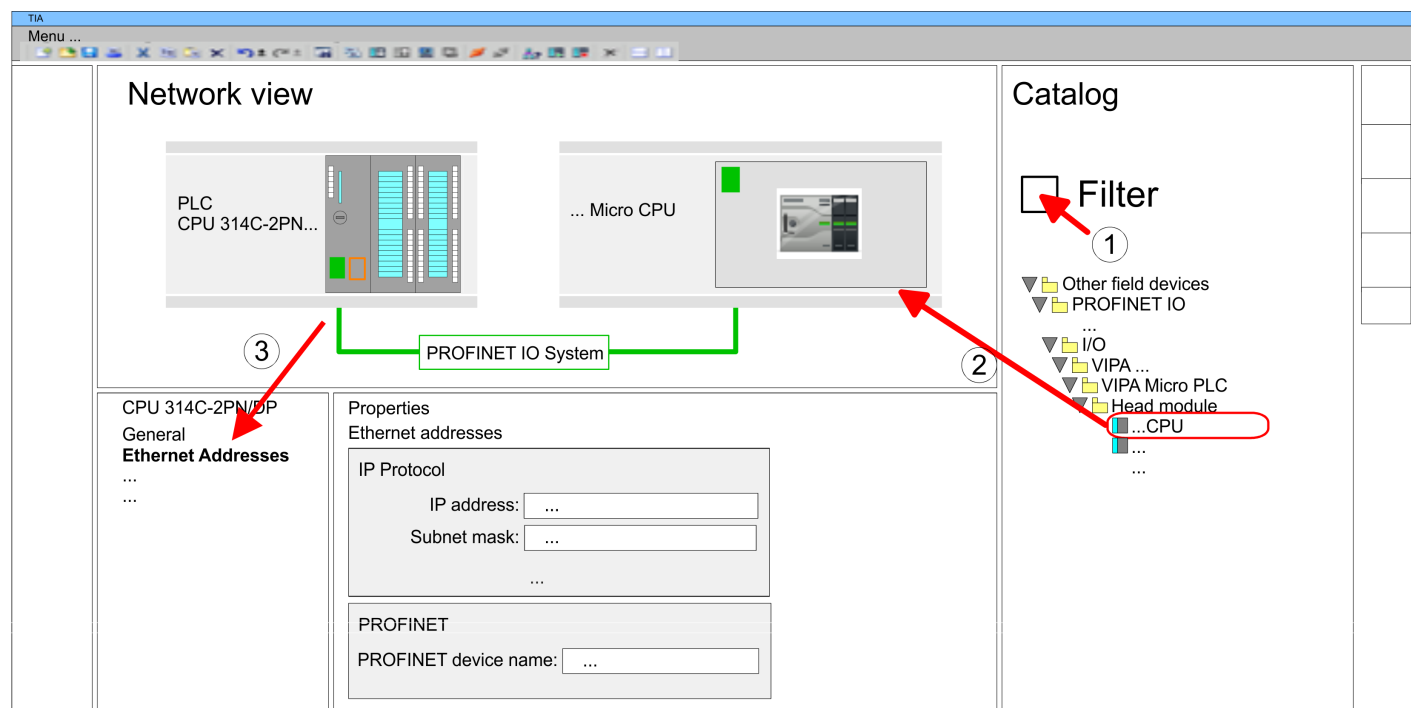 TIA
Menu ...
Network view
PLC
CPU 314C-2PN...
... Micro CPU
PROFINET IO System
3
2
Catalog
Filter
1
Other field devices
PROFINET IO
...
I/O
VIPA ...
VIPA Micro PLC
Head module
...CPU
...
...
CPU 314C-2PN/DP
General
Ethernet Addresses
...
...
Properties
Ethernet addresses
IP Protocol
IP address: ...
Subnet mask: ...
...
PROFINET
PROFINET device name: ...